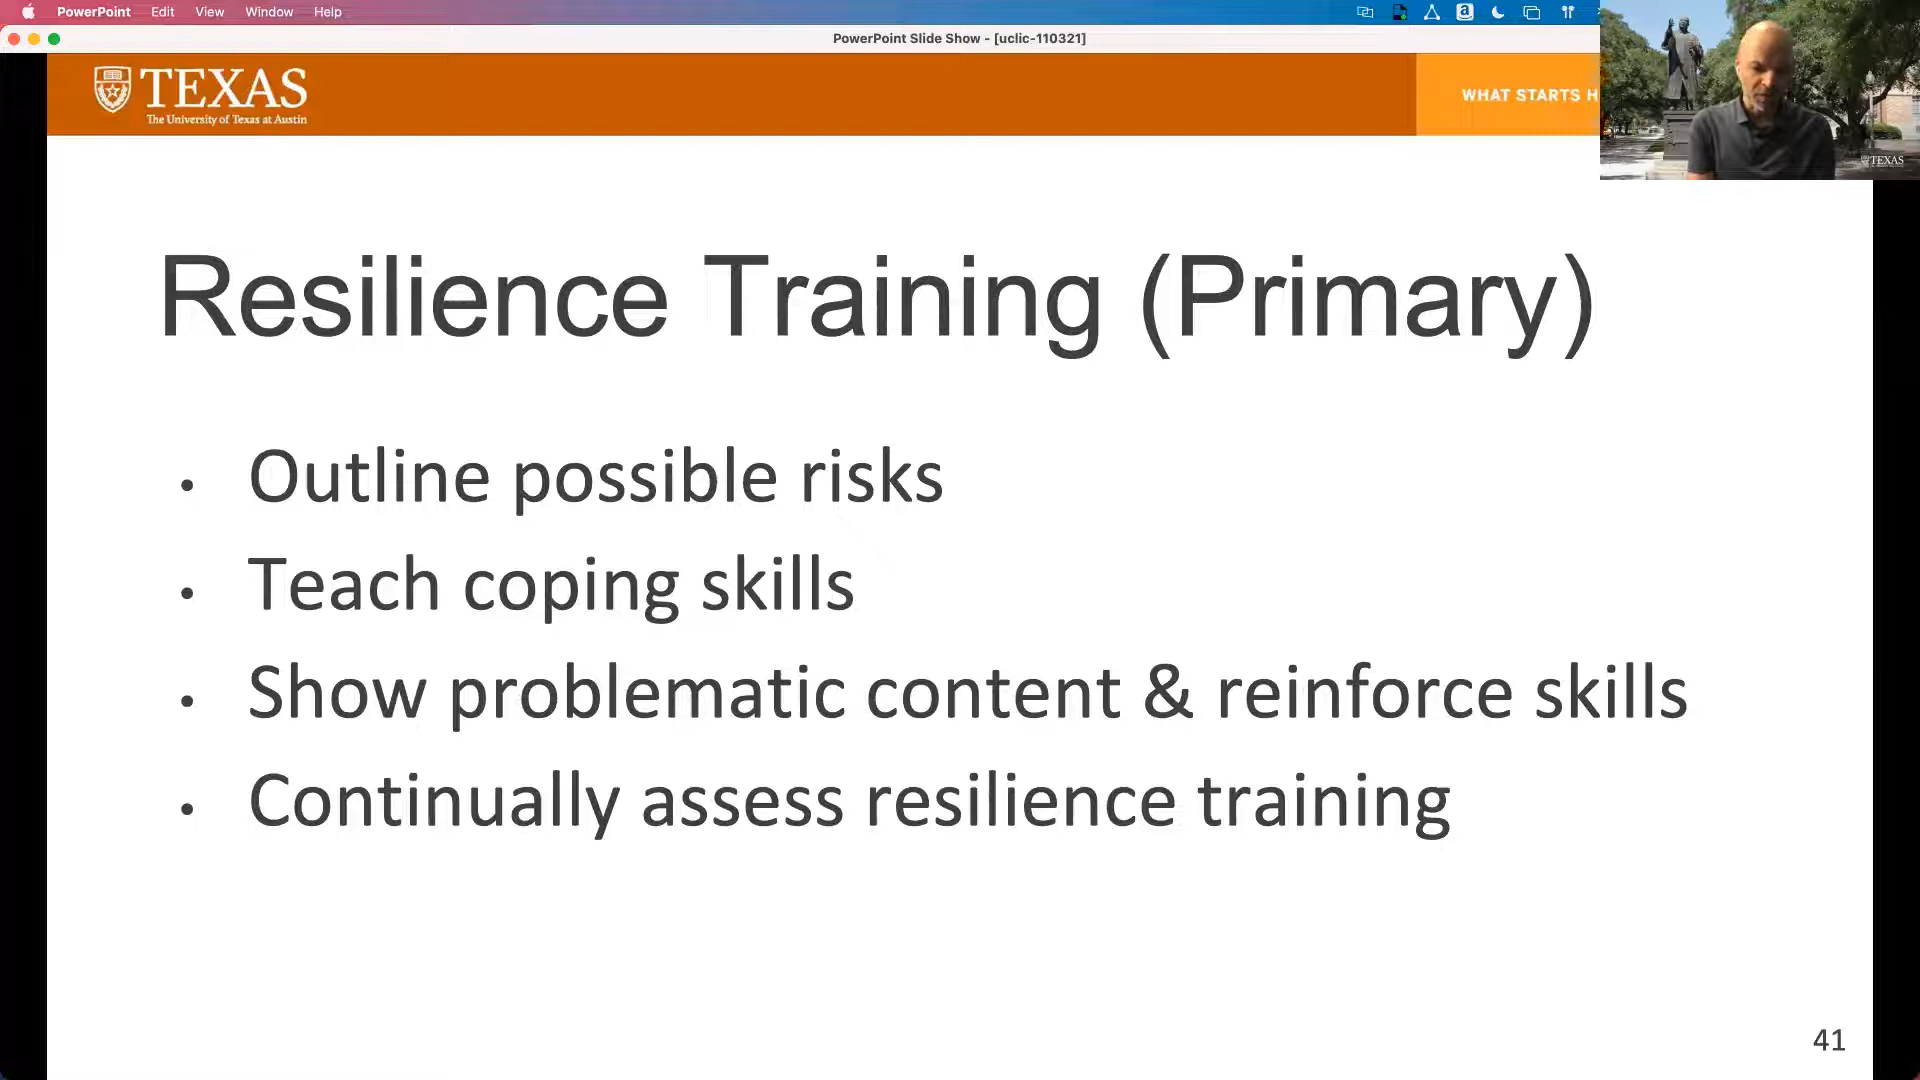 PowerPoint Edit View Window Help
PowerPoint Slide Show - [uclic-110321]
TEXAS
The University of Texas at Austin
WHAT STARTS H
TEXAS
Resilience Training (Primary)
• Outline possible risks
• Teach coping skills
• Show problematic content & reinforce skills
• Continually assess resilience training
41